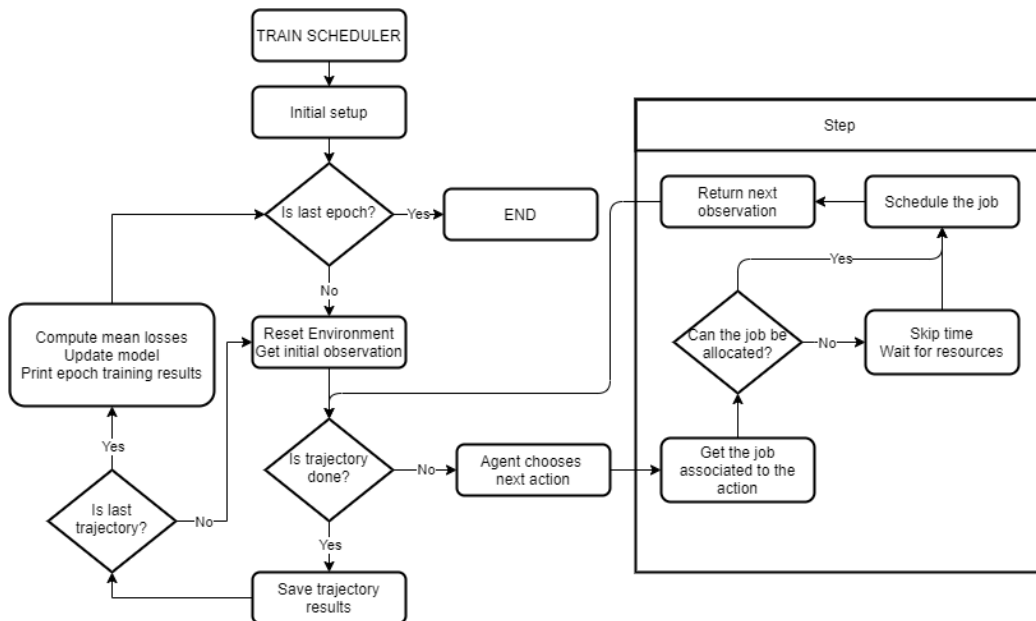 TRAIN SCHEDULER
Initial setup
Is last epoch?
Yes
END
No
Reset Environment
Get initial observation
Is trajectory
done?
No
Agent chooses
next action
Yes
Save trajectory
results
Is last
trajectory?
No
Yes
Compute mean losses
Update model
Print epoch training results
Step
Return next
observation
Schedule the job
Yes
Can the job be
allocated?
No
Skip time
Wait for resources
Get the job
associated to the
action